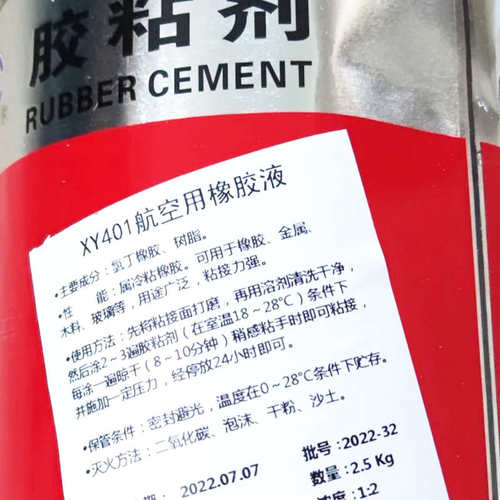 胶粘剂
RUBBER CEMENT
XY401航空用橡胶液
•主要成分：氯丁橡胶、树脂。
•性 能：属冷粘橡胶。可用于橡胶、金属、
木料、玻璃等，用途广泛，粘接力强。
•使用方法：先将粘接面打磨，再用溶剂清洗干净，
然后涂2~3遍胶粘剂（在室温18~28℃）条件下
每涂一遍晾干（8~10分钟）稍感粘手时即可粘接，
并施加一定压力，经停放24小时即可。
•保管条件：密封避光，温度在0~28℃条件下贮存。
•灭火方法：二氧化碳、泡沫、干粉、沙土。
期：2022.07.07
批号：2022-32
数量：2.5 Kg
1:2